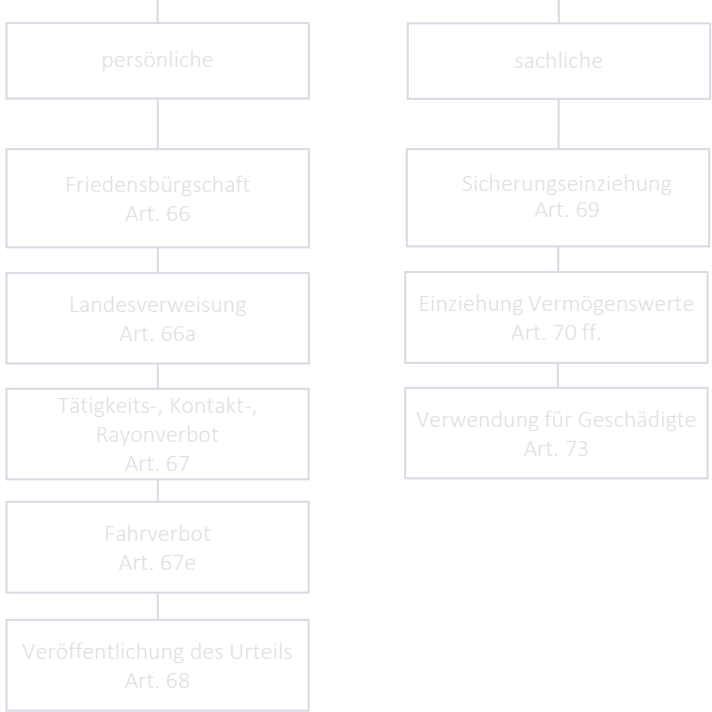 persönliche
Friedensbürgschaft
Art. 66
Landesverweisung
Art. 66a
Tätigkeits-, Kontakt-,
Rayonverbot
Art. 67
Fahrverbot
Art. 67e
Veröffentlichung des Urteils
Art. 68
sachliche
Sicherungseinziehung
Art. 69
Einziehung Vermögenswerte
Art. 70 ff.
Verwendung für Geschädigte
Art. 73